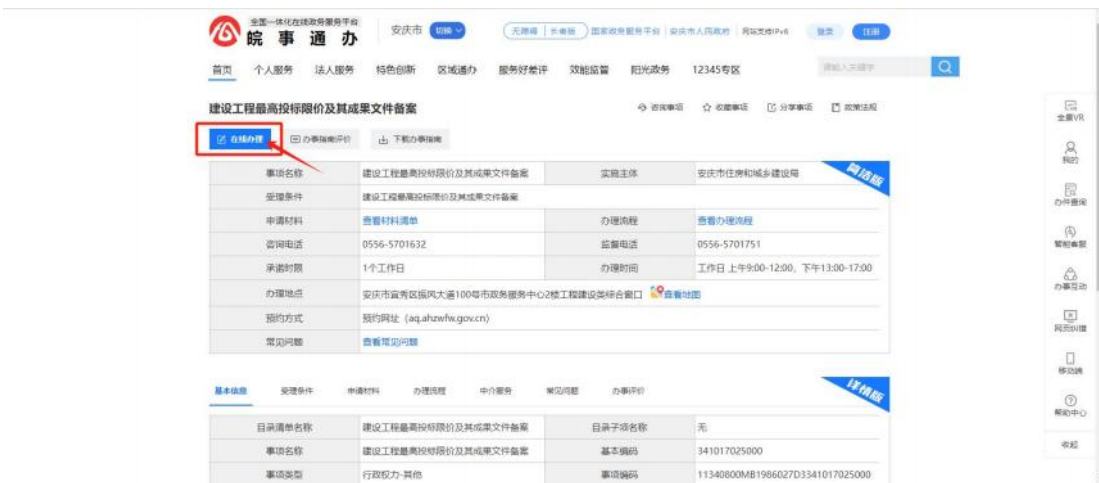 全国一体化在线政务服务平台
皖事通办
安庆市 切换
无障碍 长者版 国家政务服务平台 安庆市人民政府 网站支持IPv6 登录 注册
首页 个人服务 法人服务 特色创新 区域通办 服务好差评 效能监管 阳光政务 12345专区
请输入关键字
建设工程最高投标限价及其成果文件备案
咨询事项 收藏事项 分享事项 政策法规
在线办理 办事指南评价 下载办事指南
简洁版
事项名称 建设工程最高投标限价及其成果文件备案 实施主体 安庆市住房和城乡建设局
受理条件 建设工程最高投标限价及其成果文件备案
申请材料 查看材料清单 办理流程 查看办理流程
咨询电话 0556-5701632 监督电话 0556-5701751
承诺时限 1个工作日 办理时间 工作日 上午9:00-12:00，下午13:00-17:00
办理地点 安庆市宜秀区振风大道100号市政务服务中心2楼工程建设类综合窗口 查看地图
预约方式 预约网址（aq.ahzwfw.gov.cn）
常见问题 查看常见问题
基本信息 受理条件 申请材料 办理流程 中介服务 常见问题 办事评价
详情版
目录清单名称 建设工程最高投标限价及其成果文件备案 目录子项名称 无
事项名称 建设工程最高投标限价及其成果文件备案 基本编码 341017025000
事项类型 行政权力-其他 事项编码 11340800MB1986027D3341017025000
全景VR
我的
办件查询
智能客服
办事互动
网页纠错
移动端
帮助中心
收起